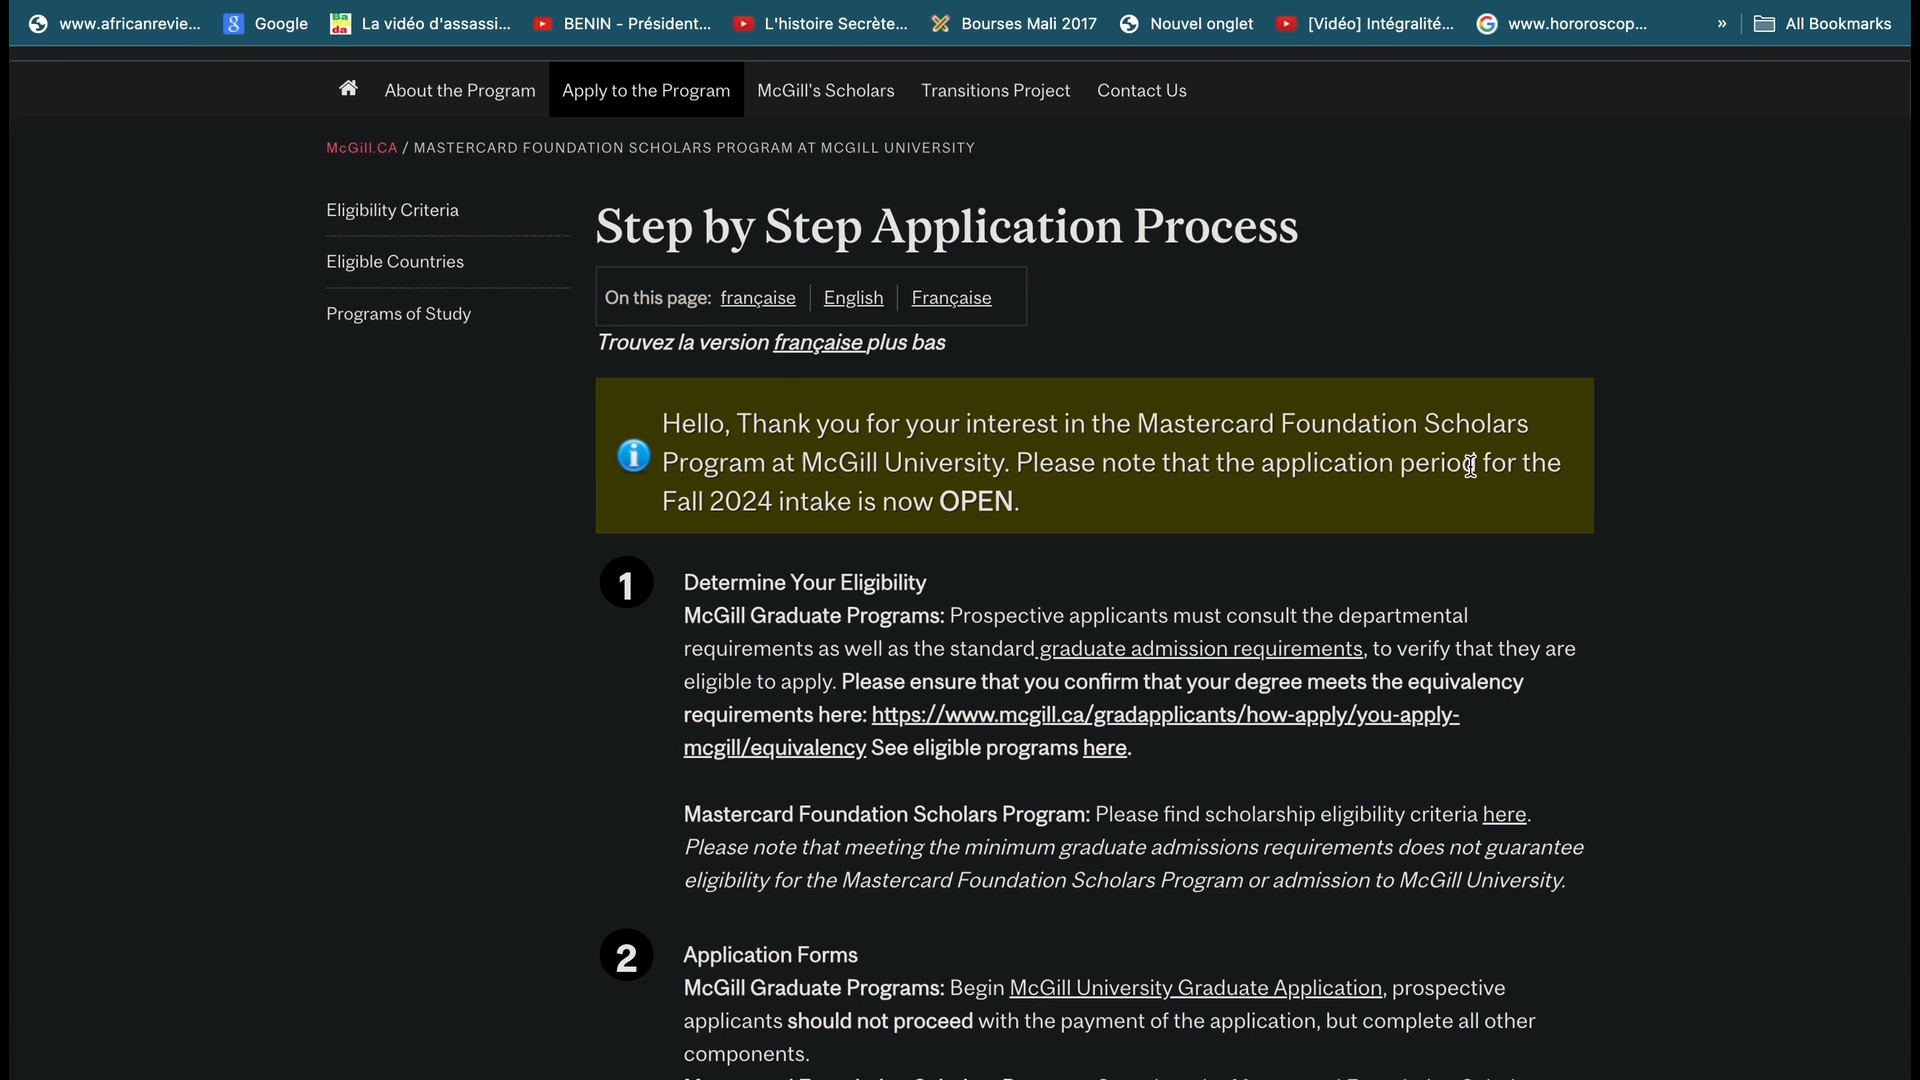 www.africanrevie... Google La vidéo d'assassi... BENIN - Président... L'histoire Secrète... Bourses Mali 2017 Nouvel onglet [Vidéo] Intégralité... www.hororoscop... » All Bookmarks
About the Program Apply to the Program McGill's Scholars Transitions Project Contact Us
McGill.CA / MASTERCARD FOUNDATION SCHOLARS PROGRAM AT MCGILL UNIVERSITY
Eligibility Criteria
Eligible Countries
Programs of Study
Step by Step Application Process
On this page: française English Française
Trouvez la version française plus bas
Hello, Thank you for your interest in the Mastercard Foundation Scholars
Program at McGill University. Please note that the application period for the
Fall 2024 intake is now OPEN.
1 Determine Your Eligibility
McGill Graduate Programs: Prospective applicants must consult the departmental
requirements as well as the standard graduate admission requirements, to verify that they are
eligible to apply. Please ensure that you confirm that your degree meets the equivalency
requirements here: https://www.mcgill.ca/gradapplicants/how-apply/you-apply-
mcgill/equivalency See eligible programs here.
Mastercard Foundation Scholars Program: Please find scholarship eligibility criteria here.
Please note that meeting the minimum graduate admissions requirements does not guarantee
eligibility for the Mastercard Foundation Scholars Program or admission to McGill University.
2 Application Forms
McGill Graduate Programs: Begin McGill University Graduate Application, prospective
applicants should not proceed with the payment of the application, but complete all other
components.